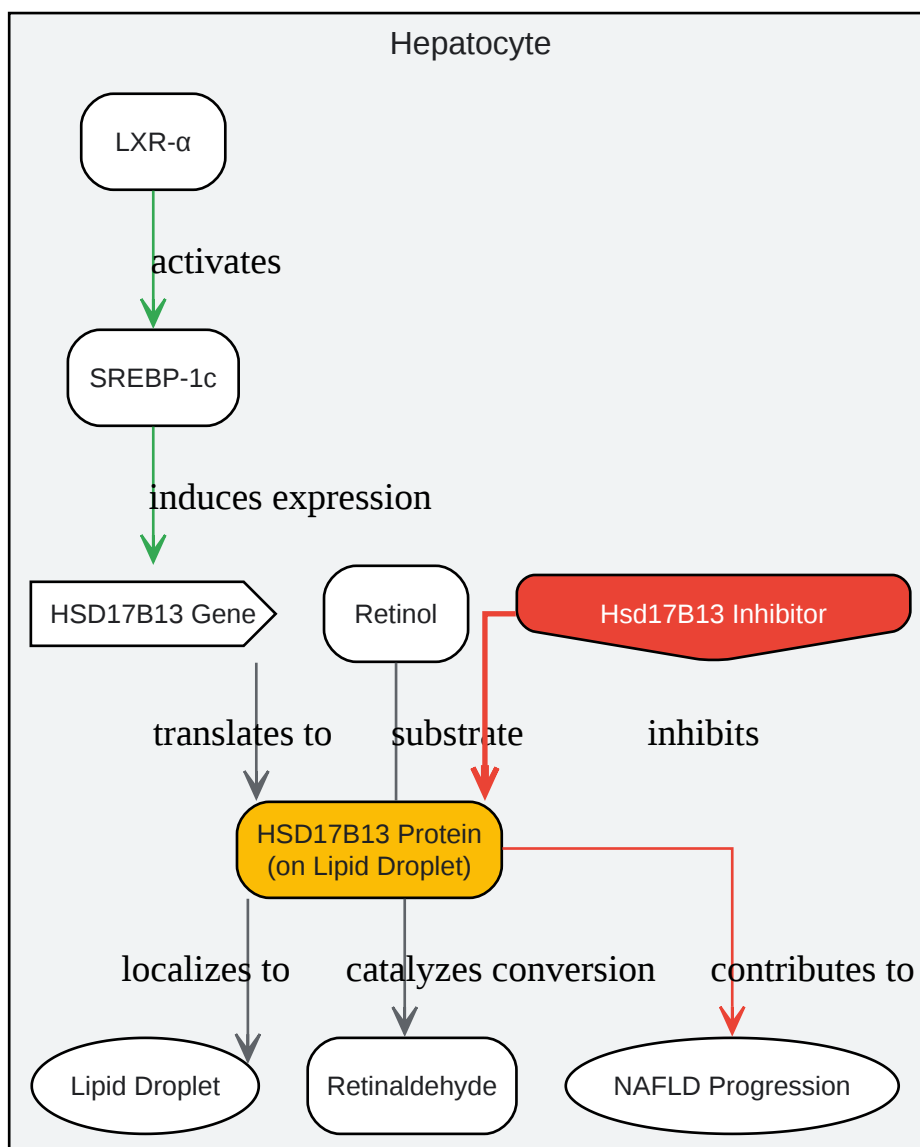 Hepatocyte
LXR-α
activates
SREBP-1c
induces expression
HSD17B13 Gene
Retinol
Hsd17B13 Inhibitor
translates to
substrate
inhibits
HSD17B13 Protein
(on Lipid Droplet)
localizes to
catalyzes conversion
contributes to
Lipid Droplet
Retinaldehyde
NAFLD Progression